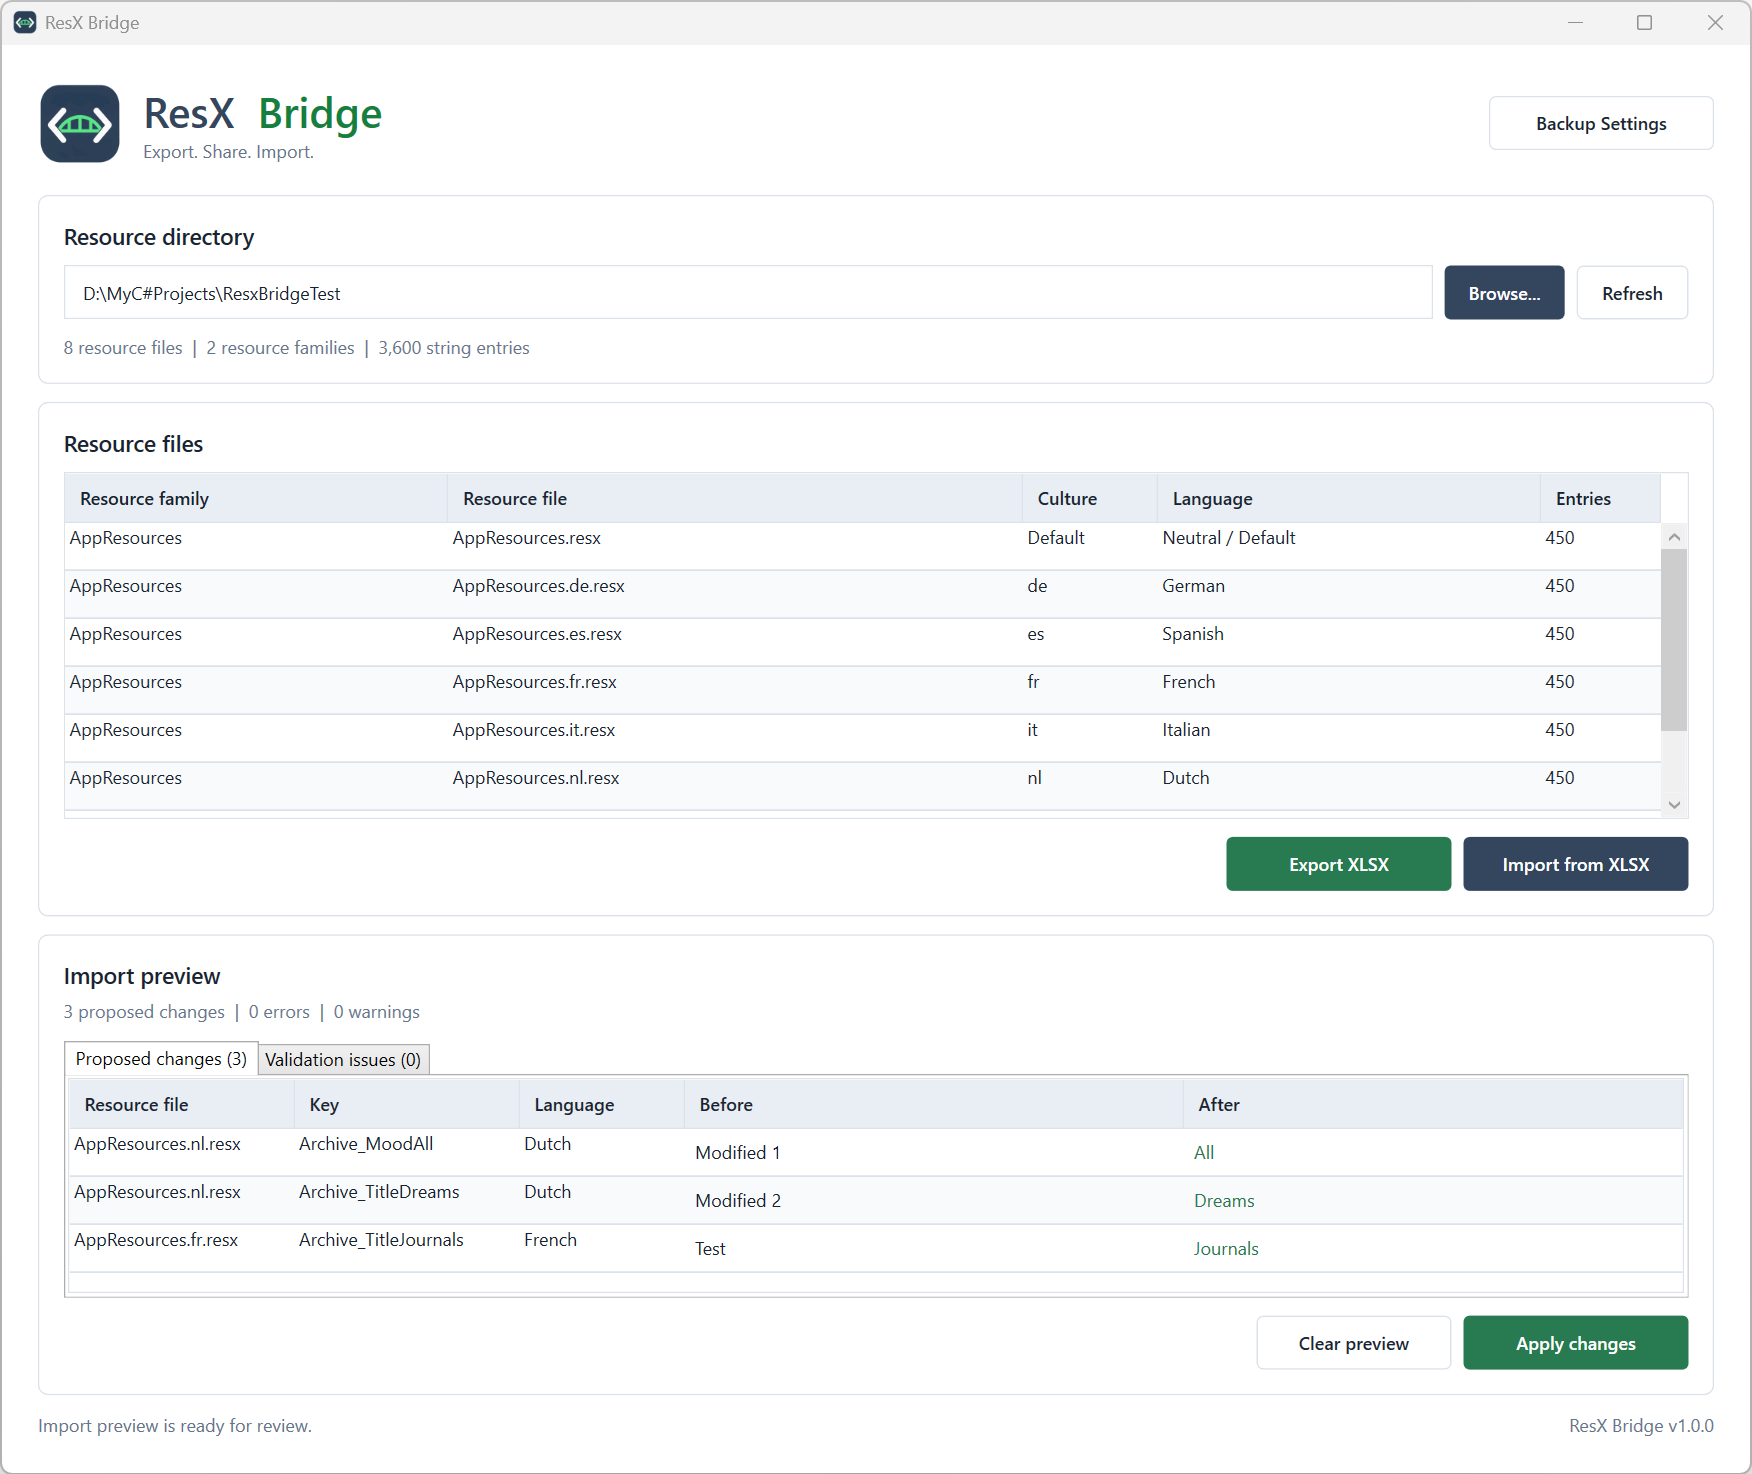 ResX Bridge
ResX Bridge
Export. Share. Import.
Backup Settings
Resource directory
D:\MyC#Projects\ResxBridgeTest
Browse...
Refresh
8 resource files | 2 resource families | 3,600 string entries
Resource files
Resource family Resource file Culture Language Entries
AppResources AppResources.resx Default Neutral / Default 450
AppResources AppResources.de.resx de German 450
AppResources AppResources.es.resx es Spanish 450
AppResources AppResources.fr.resx fr French 450
AppResources AppResources.it.resx it Italian 450
AppResources AppResources.nl.resx nl Dutch 450
Export XLSX
Import from XLSX
Import preview
3 proposed changes | 0 errors | 0 warnings
Proposed changes (3) Validation issues (0)
Resource file Key Language Before After
AppResources.nl.resx Archive_MoodAll Dutch Modified 1 All
AppResources.nl.resx Archive_TitleDreams Dutch Modified 2 Dreams
AppResources.fr.resx Archive_TitleJournals French Test Journals
Clear preview
Apply changes
Import preview is ready for review.
ResX Bridge v1.0.0